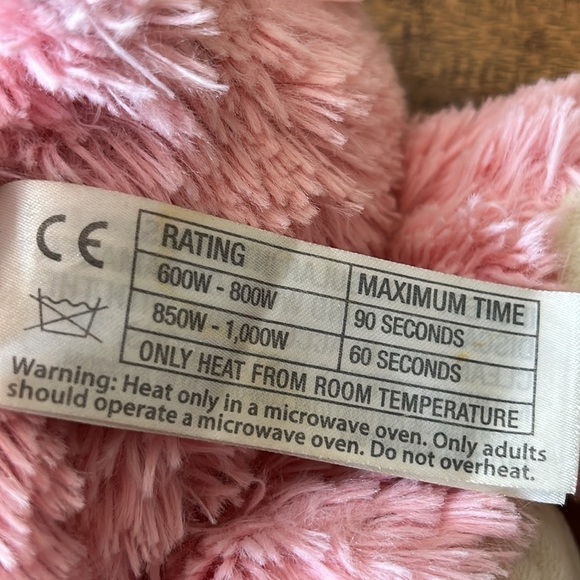 CE
RATING MAXIMUM TIME
600W - 800W 90 SECONDS
850W - 1,000W 60 SECONDS
ONLY HEAT FROM ROOM TEMPERATURE
Warning: Heat only in a microwave oven. Only adults
should operate a microwave oven. Do not overheat.